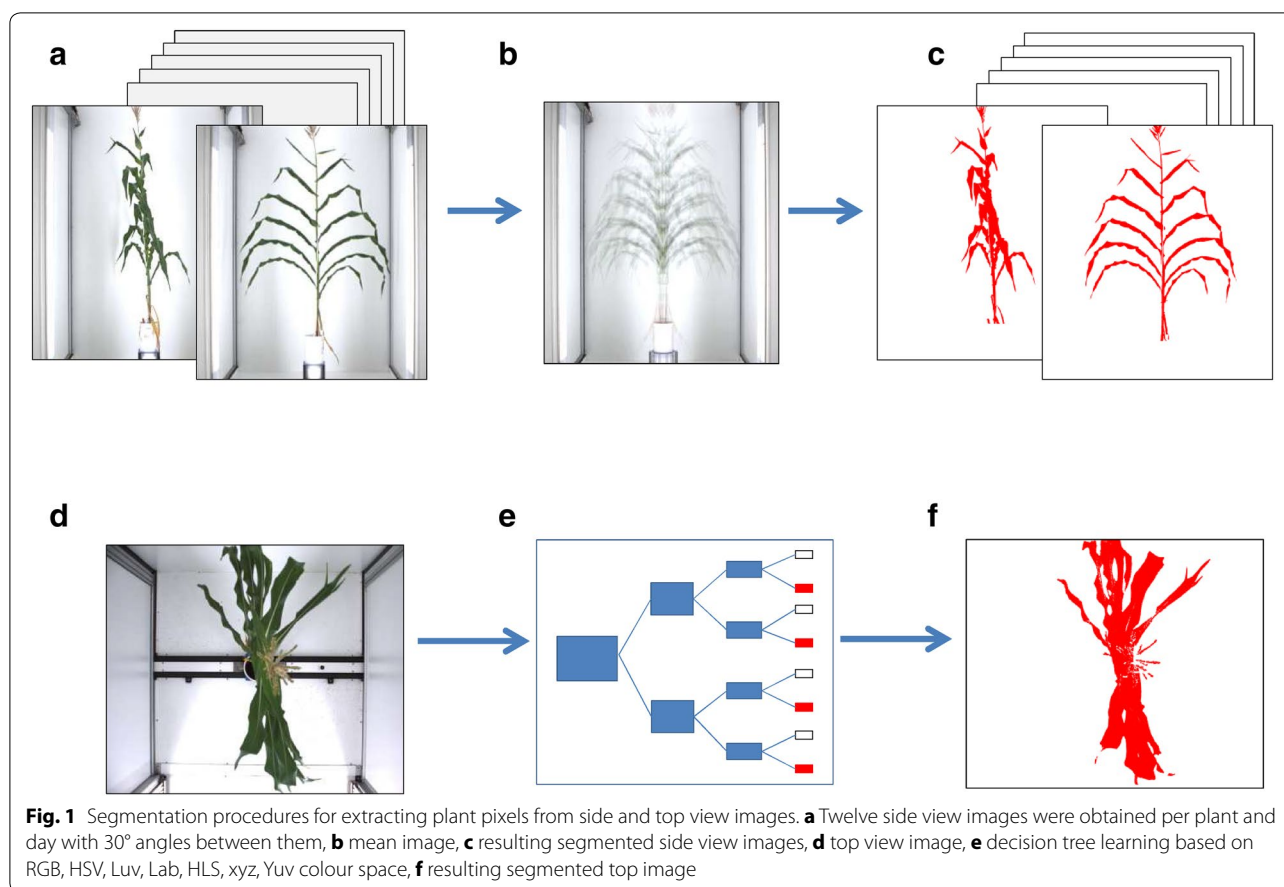 a
b
c
d
e
f
Fig. 1 Segmentation procedures for extracting plant pixels from side and top view images. a Twelve side view images were obtained per plant and
day with 30° angles between them, b mean image, c resulting segmented side view images, d top view image, e decision tree learning based on
RGB, HSV, Luv, Lab, HLS, xyz, Yuv colour space, f resulting segmented top image